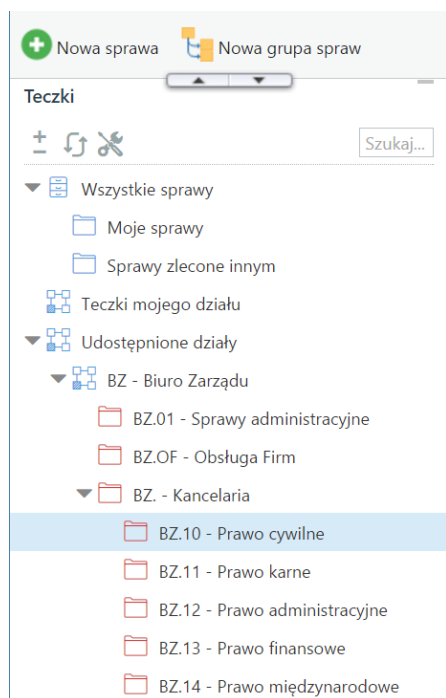 Nowa sprawa Nowa grupa spraw
Teczki
Szukaj...
Wszystkie sprawy
Moje sprawy
Sprawy zlecone innym
Teczki mojego działu
Udostępnione działy
BZ - Biuro Zarządu
BZ.01 - Sprawy administracyjne
BZ.OF - Obsługa Firm
BZ. - Kancelaria
BZ.10 - Prawo cywilne
BZ.11 - Prawo karne
BZ.12 - Prawo administracyjne
BZ.13 - Prawo finansowe
BZ.14 - Prawo międzynarodowe